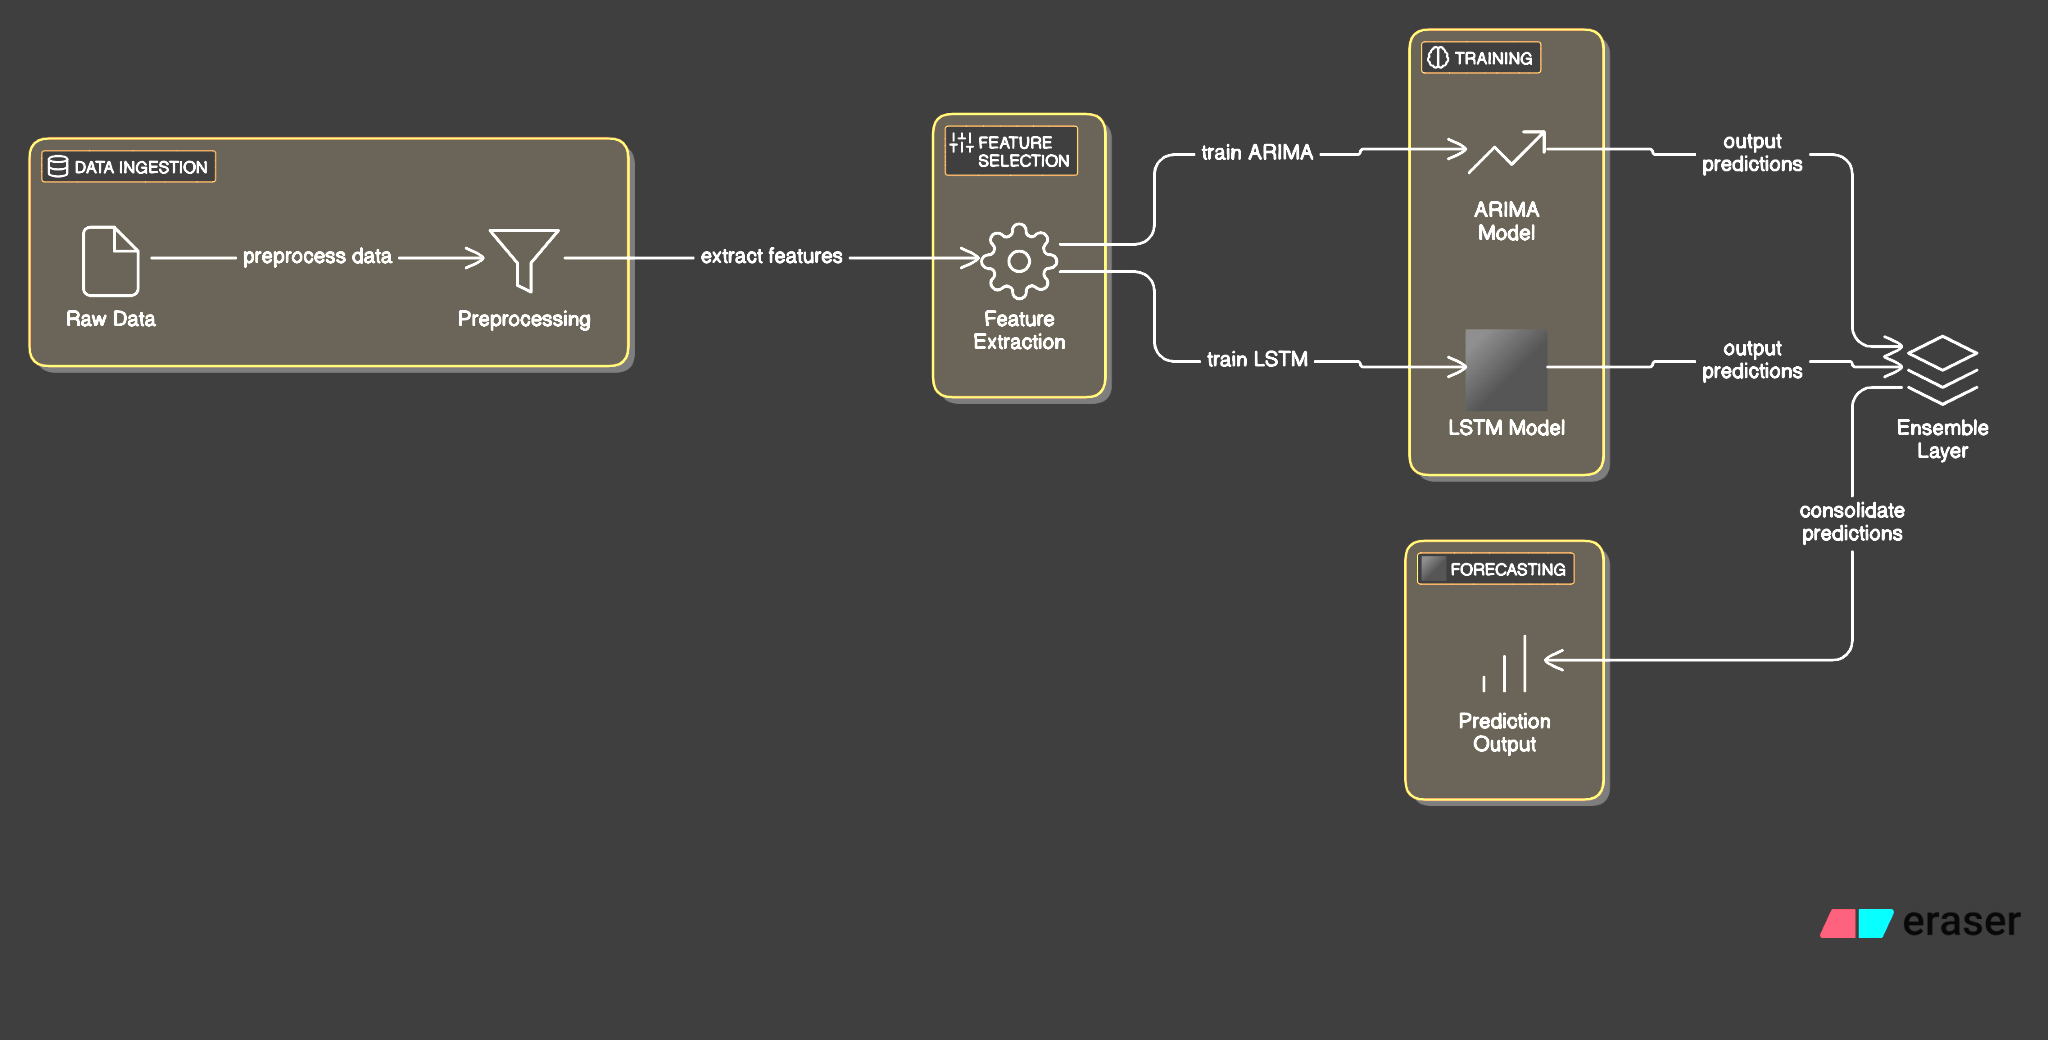 DATA INGESTION
Raw Data
preprocess data
Preprocessing
extract features
FEATURE
SELECTION
Feature
Extraction
train ARIMA
train LSTM
TRAINING
ARIMA
Model
LSTM Model
output
predictions
output
predictions
Ensemble
Layer
consolidate
predictions
FORECASTING
Prediction
Output
eraser